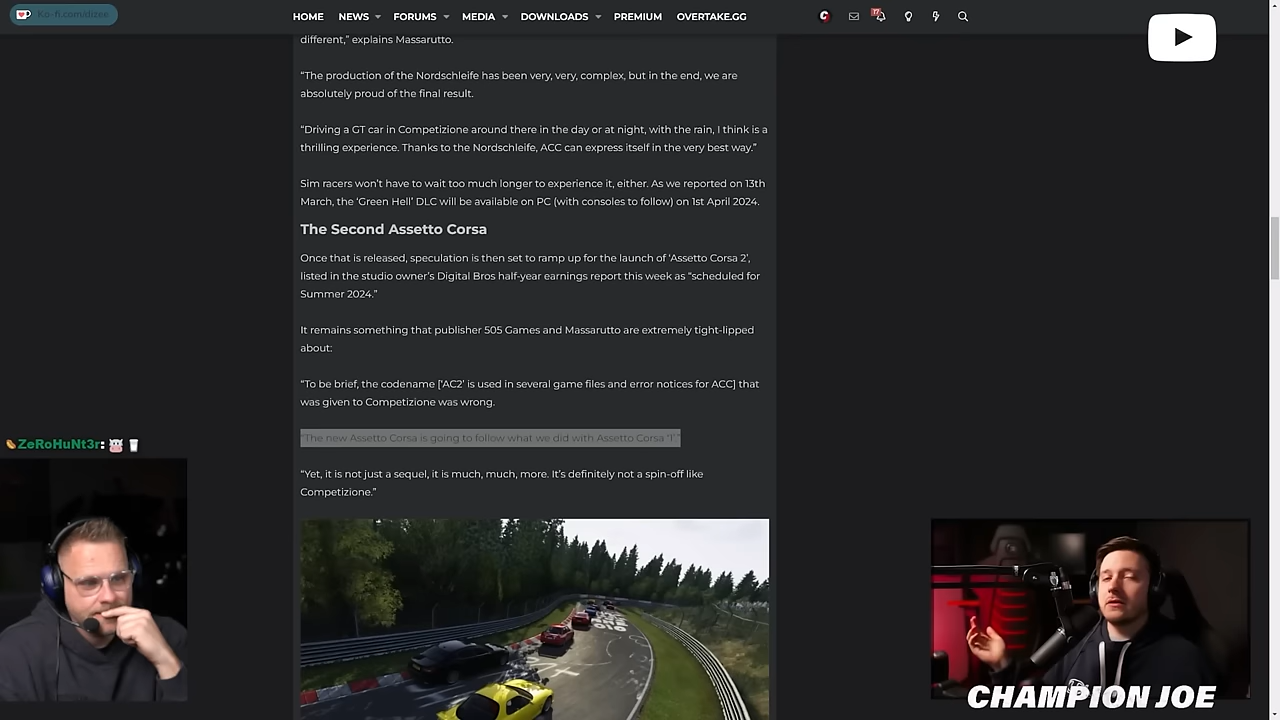 Ko-fi.com/dizee
HOME NEWS FORUMS MEDIA DOWNLOADS PREMIUM OVERTAKE.GG
17
different,” explains Massarutto.
“The production of the Nordschleife has been very, very, complex, but in the end, we are
absolutely proud of the final result.
“Driving a GT car in Competizione around there in the day or at night, with the rain, I think is a
thrilling experience. Thanks to the Nordschleife, ACC can express itself in the very best way.”
Sim racers won’t have to wait too much longer to experience it, either. As we reported on 13th
March, the ‘Green Hell’ DLC will be available on PC (with consoles to follow) on 1st April 2024.
The Second Assetto Corsa
Once that is released, speculation is then set to ramp up for the launch of ‘Assetto Corsa 2’,
listed in the studio owner’s Digital Bros half-year earnings report this week as “scheduled for
Summer 2024.”
It remains something that publisher 505 Games and Massarutto are extremely tight-lipped
about:
“To be brief, the codename [‘AC2’ is used in several game files and error notices for ACC] that
was given to Competizione was wrong.
“The new Assetto Corsa is going to follow what we did with Assetto Corsa “1”.”
“Yet, it is not just a sequel, it is much, much, more. It’s definitely not a spin-off like
Competizione.”
ZeRoHuNt3r:
CHAMPION JOE